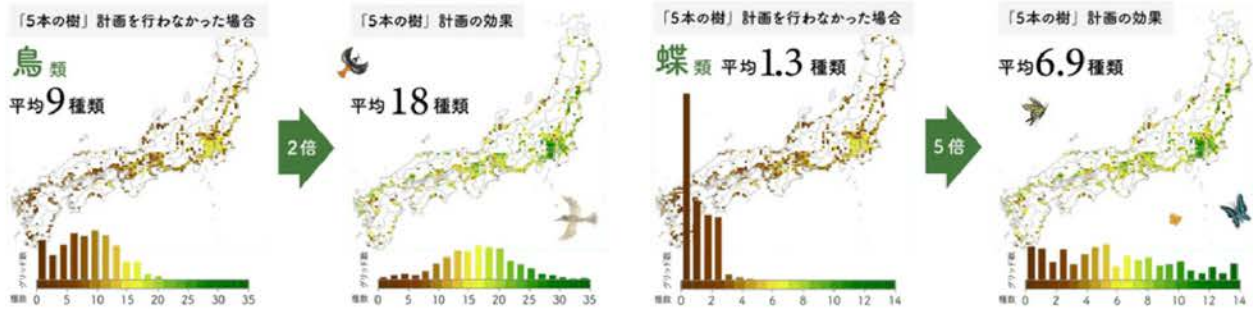 「5本の樹」計画を行わなかった場合
鳥類
平均9種類
グリッド数
種数 0 5 10 15 20 25 30 35
2倍
「5本の樹」計画の効果
平均18種類
グリッド数
種数 0 5 10 15 20 25 30 35
「5本の樹」計画を行わなかった場合
蝶類 平均1.3種類
グリッド数
種数 0 2 4 6 8 10 12 14
5倍
「5本の樹」計画の効果
平均6.9種類
グリッド数
種数 0 2 4 6 8 10 12 14